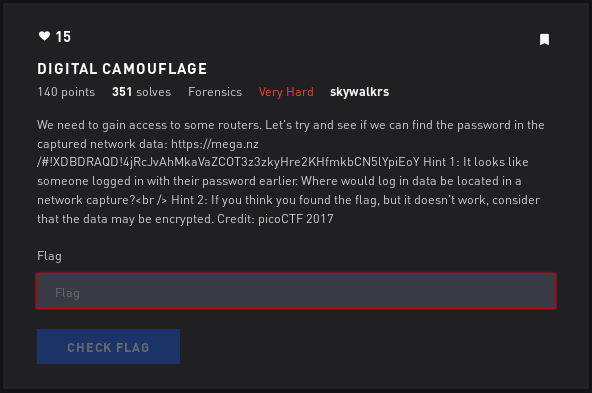 15
DIGITAL CAMOUFLAGE
140 points 351 solves Forensics Very Hard skywalkrs
We need to gain access to some routers. Let's try and see if we can find the password in the
captured network data: https://mega.nz
/#!XDBDRAQD!4jRcJvAhMkaVaZCOT3z3zkyHre2KHfmkbCN5lYpiEoY Hint 1: It looks like
someone logged in with their password earlier. Where would log in data be located in a
network capture?<br /> Hint 2: If you think you found the flag, but it doesn't work, consider
that the data may be encrypted. Credit: picoCTF 2017
Flag
Flag
CHECK FLAG